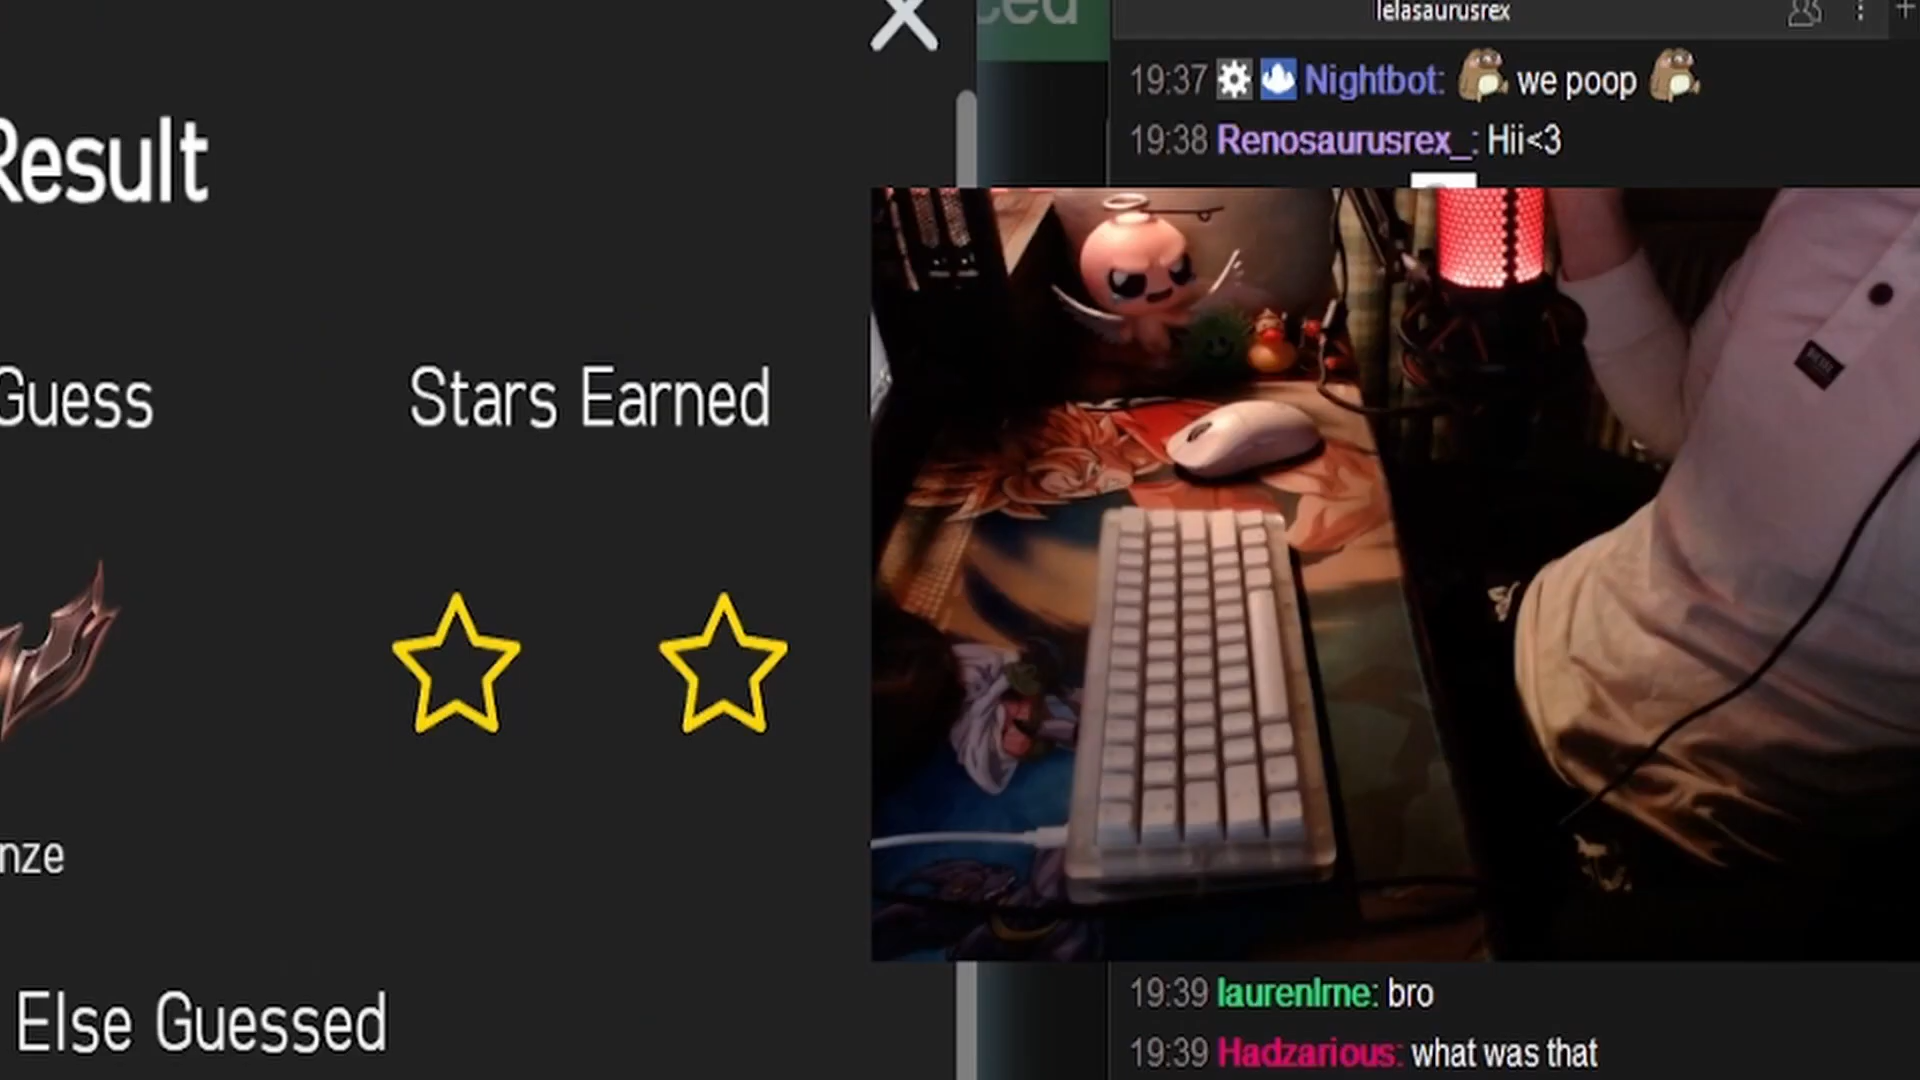 Result
Guess
Stars Earned
nze
Else Guessed
ced
lelasaurusrex
19:37 Nightbot: we poop
19:38 Renosaurusrex_: Hii<3
19:39 laurenlrne: bro
19:39 Hadzarious: what was that